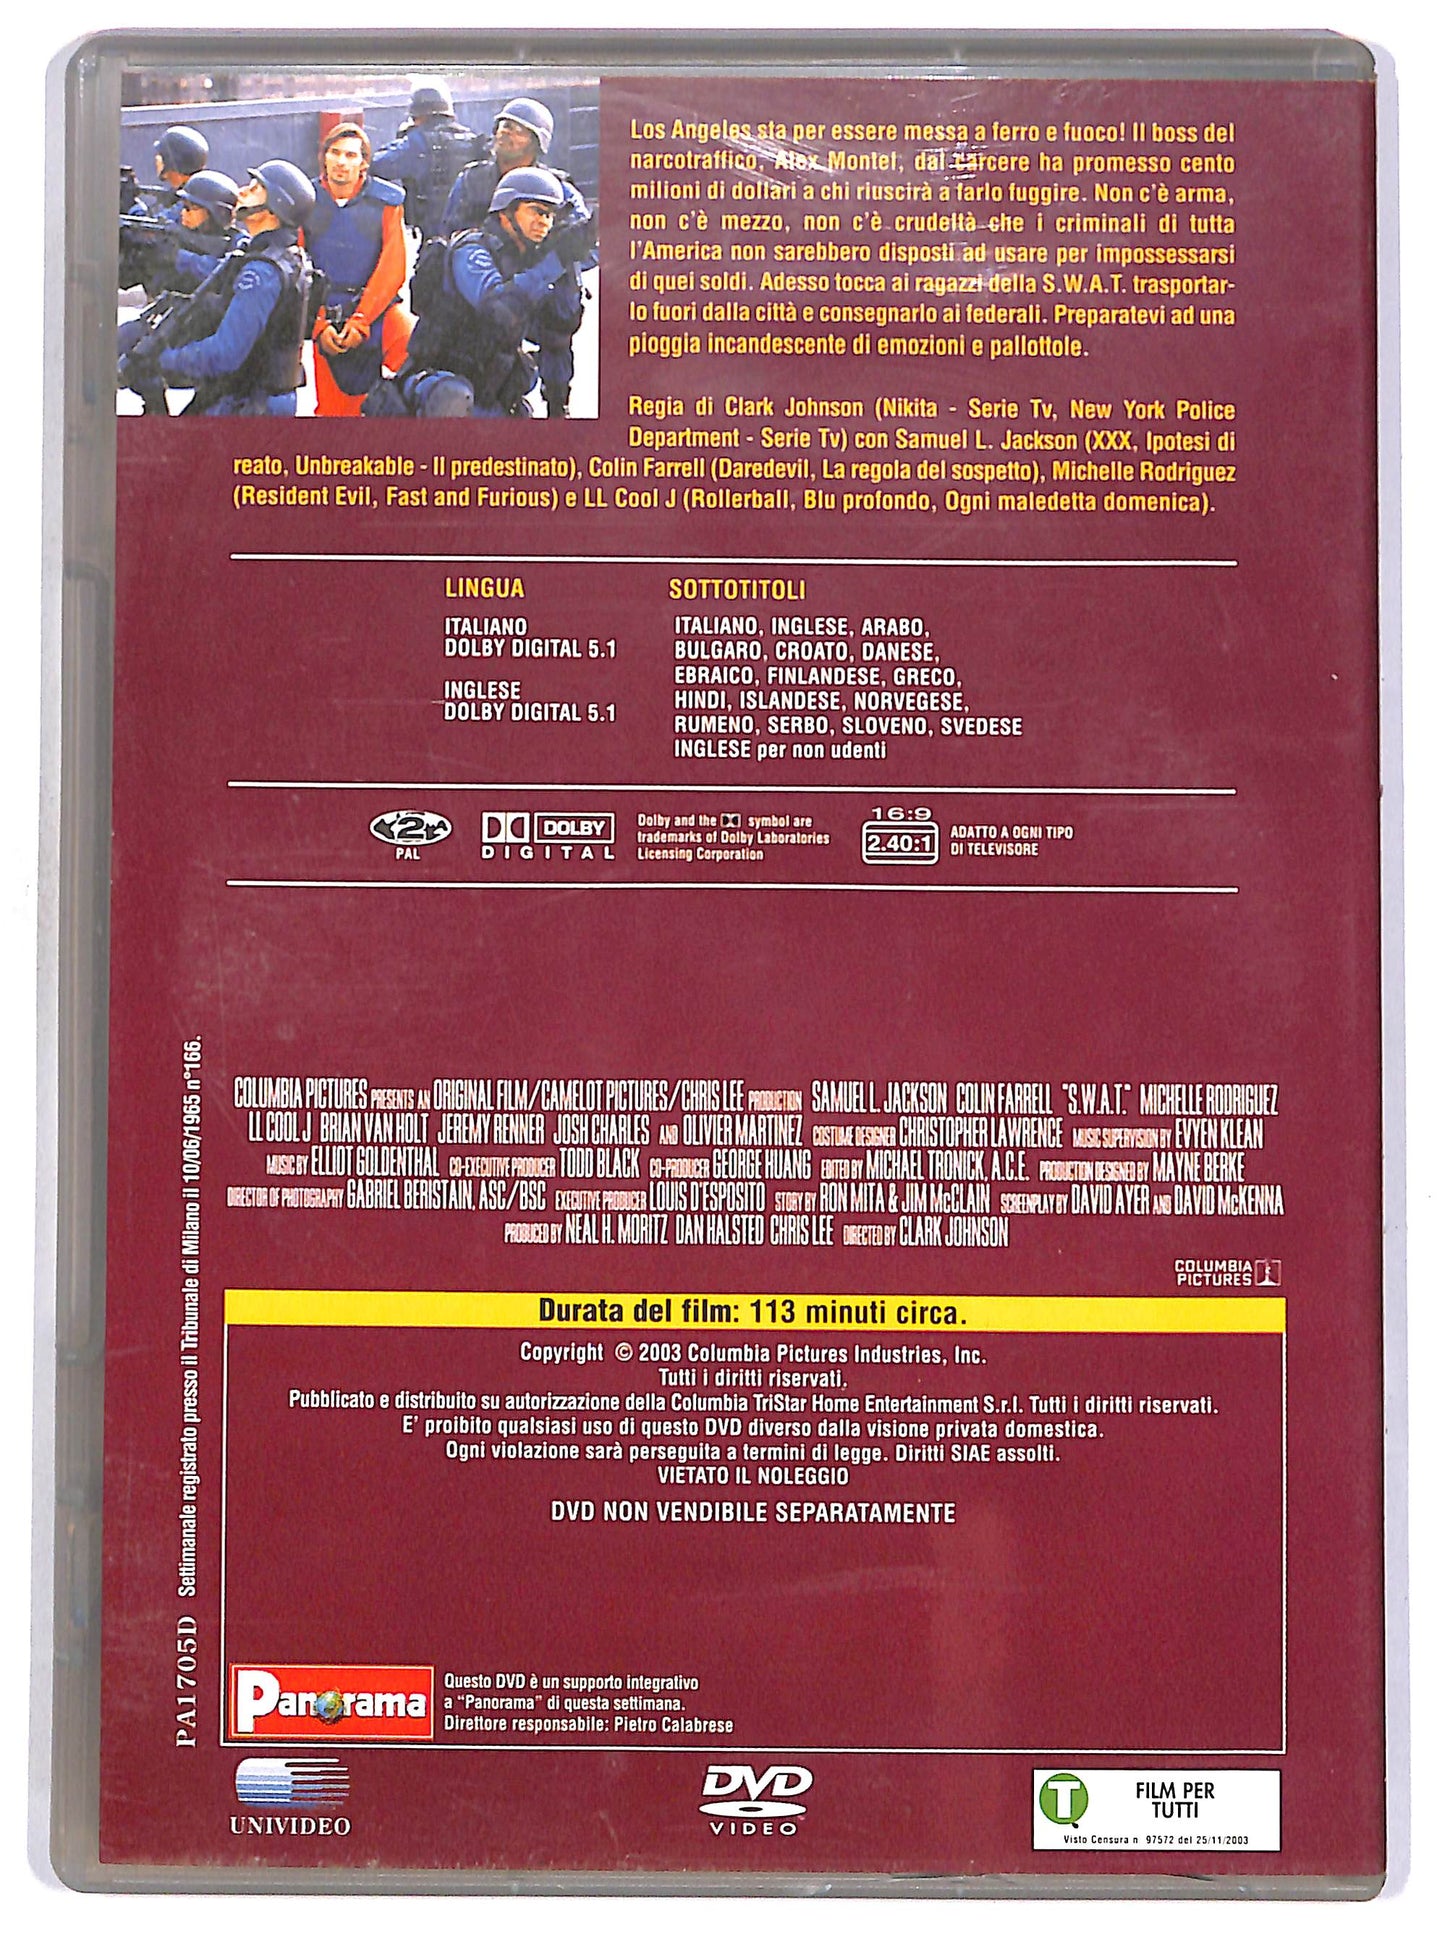 Los Angeles sta per essere messa a ferro e fuoco! Il boss del
narcotraffico, Alex Montel, dal carcere ha promesso cento
milioni di dollari a chi riuscirà a farlo fuggire. Non c'è arma,
non c'è mezzo, non c'è crudeltà che i criminali di tutta
l'America non sarebbero disposti ad usare per impossessarsi
di quei soldi. Adesso tocca ai ragazzi della S.W.A.T. trasportar-
lo fuori dalla città e consegnarlo ai federali. Preparatevi ad una
pioggia incandescente di emozioni e pallottole.
Regia di Clark Johnson (Nikita - Serie Tv, New York Police
Department - Serie Tv) con Samuel L. Jackson (XXX, Ipotesi di
reato, Unbreakable - Il predestinato), Colin Farrell (Daredevil, La regola del sospetto), Michelle Rodriguez
(Resident Evil, Fast and Furious) e LL Cool J (Rollerball, Blu profondo, Ogni maledetta domenica).
LINGUA
ITALIANO
DOLBY DIGITAL 5.1
INGLESE
DOLBY DIGITAL 5.1
SOTTOTITOLI
ITALIANO, INGLESE, ARABO,
BULGARO, CROATO, DANESE,
EBRAICO, FINLANDESE, GRECO,
HINDI, ISLANDESE, NORVEGESE,
RUMENO, SERBO, SLOVENO, SVEDESE
INGLESE per non udenti
2
PAL
DOLBY
DIGITAL
Dolby and the symbol are
trademarks of Dolby Laboratories
Licensing Corporation
16:9
2.40:1
ADATTO A OGNI TIPO
DI TELEVISORE
COLUMBIA PICTURES PRESENTS AN ORIGINAL FILM/CAMELOT PICTURES/CHRIS LEE PRODUCTION SAMUEL L. JACKSON COLIN FARRELL "S.W.A.T." MICHELLE RODRIGUEZ
LL COOL J BRIAN VAN HOLT JEREMY RENNER JOSH CHARLES AND OLIVIER MARTINEZ COSTUME DESIGNER CHRISTOPHER LAWRENCE MUSIC SUPERVISION BY EVYEN KLEAN
MUSIC BY ELLIOT GOLDENTHAL CO-EXECUTIVE PRODUCER TODD BLACK CO-PRODUCER GEORGE HUANG EDITED BY MICHAEL TRONICK, A.C.E. PRODUCTION DESIGNED BY MAYNE BERKE
DIRECTOR OF PHOTOGRAPHY GABRIEL BERISTAIN, ASC/BSC EXECUTIVE PRODUCER LOUIS D'ESPOSITO STORY BY RON MITA & JIM McCLAIN SCREENPLAY BY DAVID AYER AND DAVID McKENNA
PRODUCED BY NEAL H. MORITZ DAN HALSTED CHRIS LEE DIRECTED BY CLARK JOHNSON
COLUMBIA
PICTURES
Durata del film: 113 minuti circa.
Copyright © 2003 Columbia Pictures Industries, Inc.
Tutti i diritti riservati.
Pubblicato e distribuito su autorizzazione della Columbia TriStar Home Entertainment S.r.l. Tutti i diritti riservati.
E' proibito qualsiasi uso di questo DVD diverso dalla visione privata domestica.
Ogni violazione sarà perseguita a termini di legge. Diritti SIAE assolti.
VIETATO IL NOLEGGIO
DVD NON VENDIBILE SEPARATAMENTE
Panorama
Questo DVD è un supporto integrativo
a "Panorama" di questa settimana.
Direttore responsabile: Pietro Calabrese
PA1705D Settimanale registrato presso il Tribunale di Milano il 10/06/1965 n°166.
UNIVIDEO
DVD
VIDEO
T
FILM PER
TUTTI
Visto Censura n 97572 del 25/11/2003